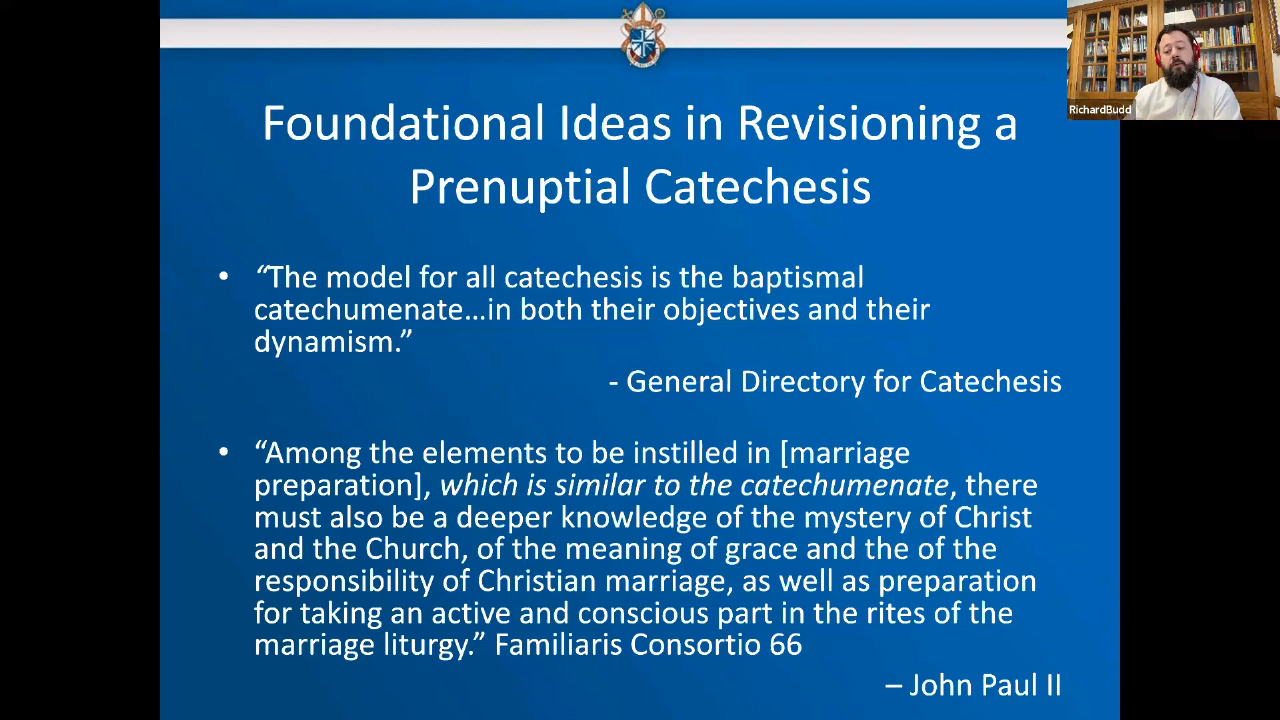 RichardBudd
Foundational Ideas in Revisioning a
Prenuptial Catechesis
• “The model for all catechesis is the baptismal
catechumenate...in both their objectives and their
dynamism.”
- General Directory for Catechesis
• “Among the elements to be instilled in [marriage
preparation], which is similar to the catechumenate, there
must also be a deeper knowledge of the mystery of Christ
and the Church, of the meaning of grace and the of the
responsibility of Christian marriage, as well as preparation
for taking an active and conscious part in the rites of the
marriage liturgy.” Familiaris Consortio 66
– John Paul II